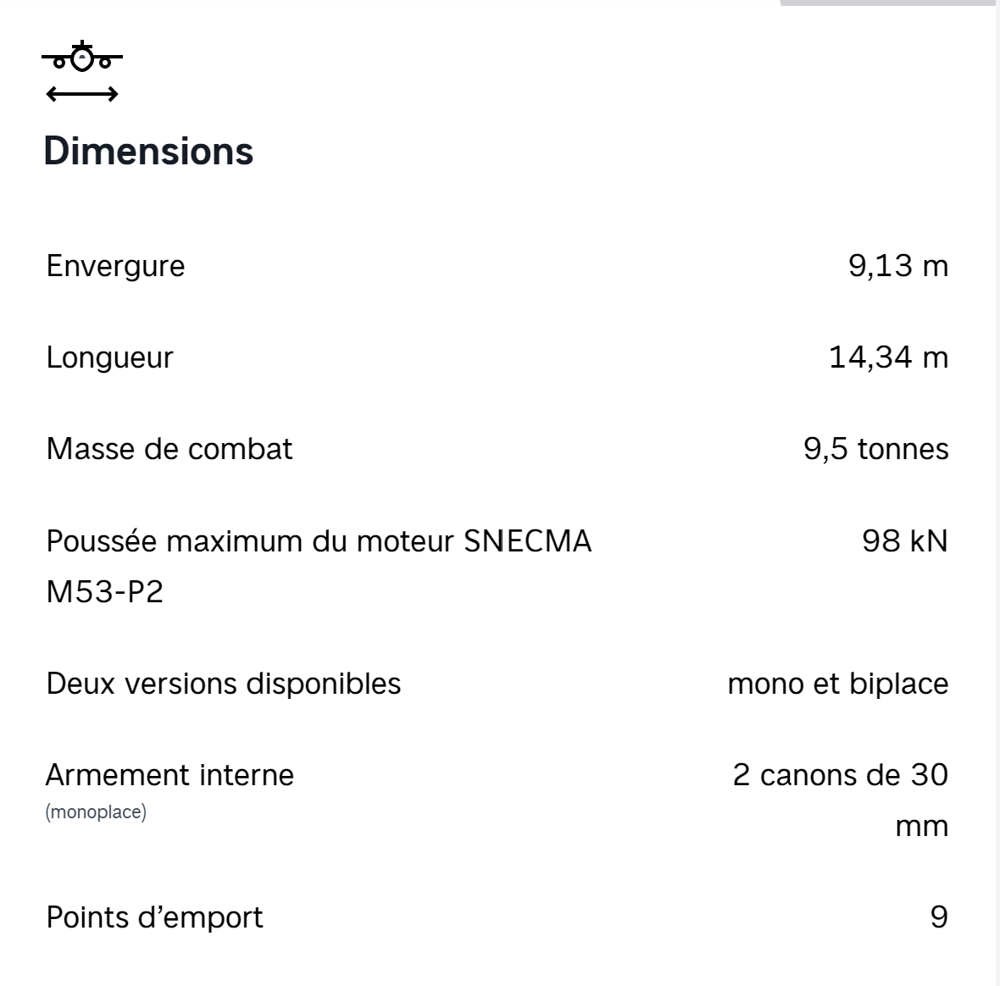 Dimensions
Envergure 9,13 m
Longueur 14,34 m
Masse de combat 9,5 tonnes
Poussée maximum du moteur SNECMA 98 kN
M53-P2
Deux versions disponibles mono et biplace
Armement interne 2 canons de 30
(monoplace) mm
Points d’emport 9